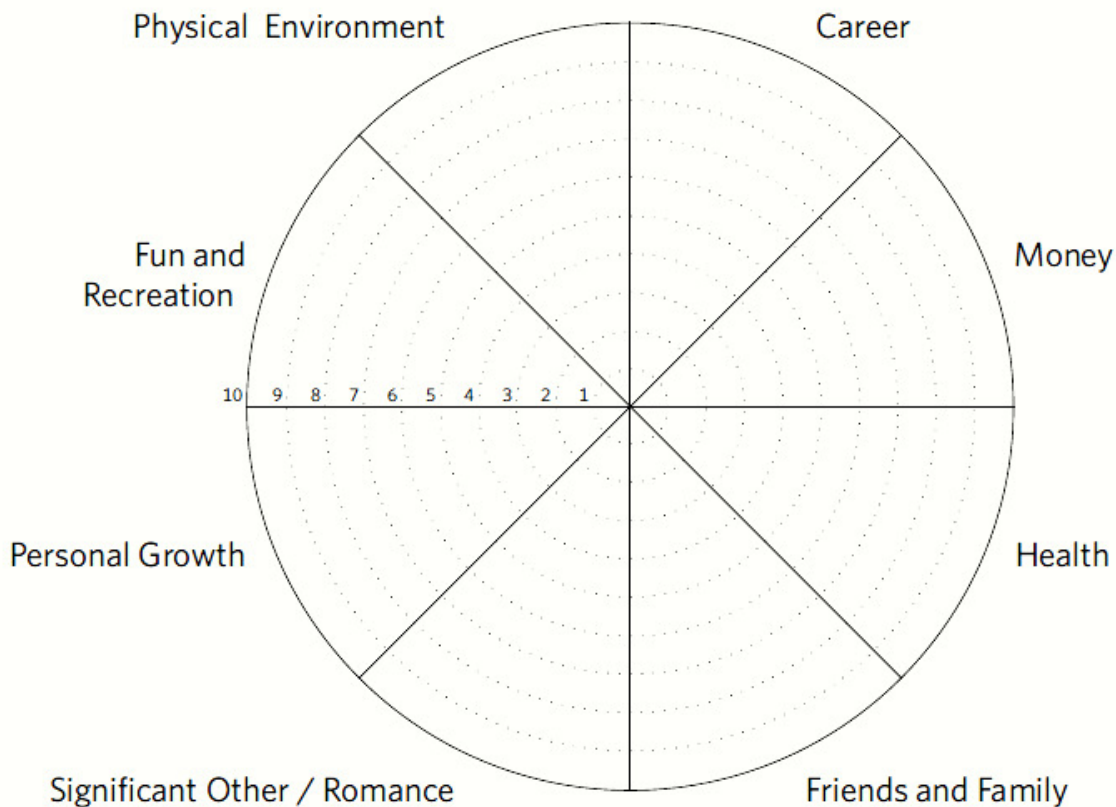 Physical Environment
Career
Fun and
Recreation
Money
10 9 8 7 6 5 4 3 2 1
Personal Growth
Health
Significant Other / Romance
Friends and Family